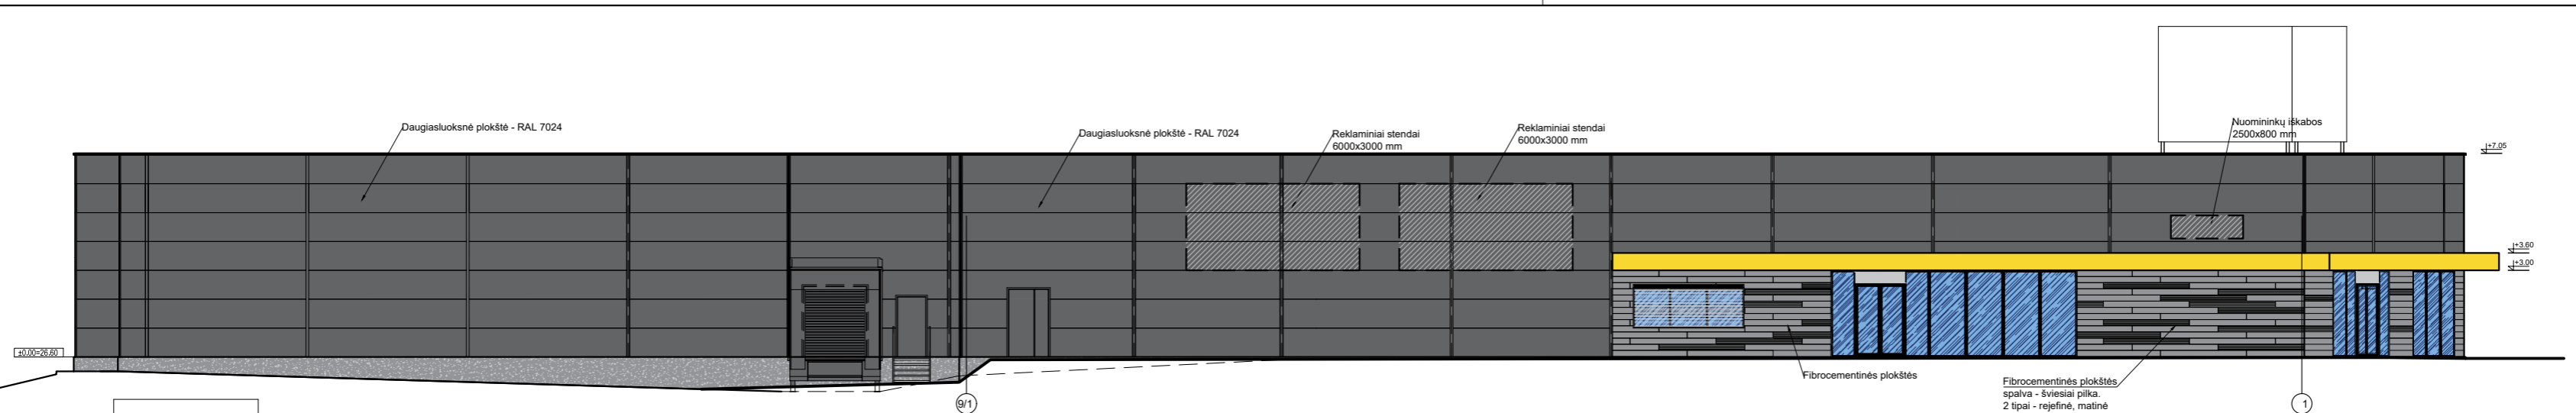 Daugiasluoksnė plokštė - RAL 7024
Daugiasluoksnė plokštė - RAL 7024
Reklaminiai stendai
6000x3000 mm
Reklaminiai stendai
6000x3000 mm
Nuomininkų iškabos
2500x800 mm
+7.05
+3.60
+3.00
±0.00=26.60
Fibrocementinės plokštės
Fibrocementinės plokštės
spalva - šviesiai pilka.
2 tipai - rejefinė, matinė
9/1
1